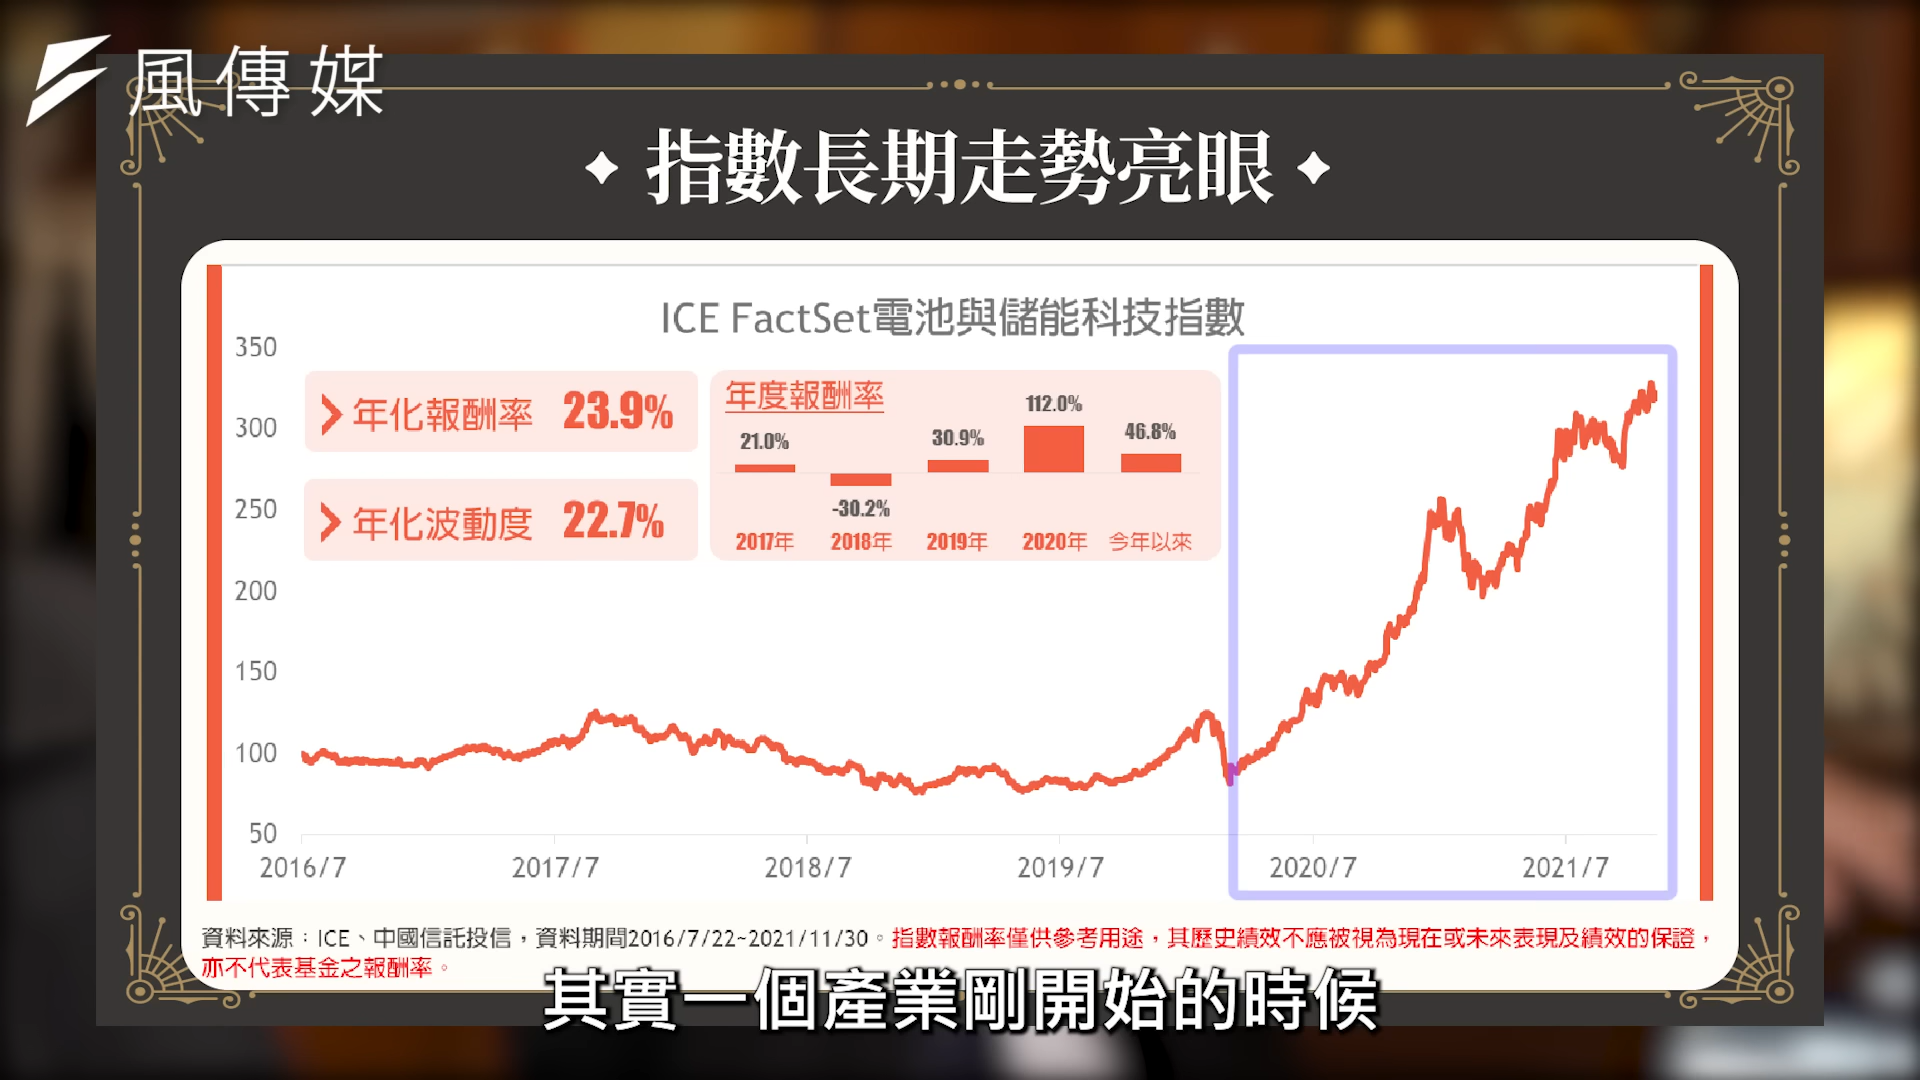 風傳媒
指數長期走勢亮眼
ICE FactSet電池與儲能科技指數
350
300
250
200
150
100
50
年化報酬率 23.9%
年化波動度 22.7%
年度報酬率
21.0%
-30.2%
30.9%
112.0%
46.8%
2017年 2018年 2019年 2020年 今年以來
2016/7 2017/7 2018/7 2019/7 2020/7 2021/7
資料來源：ICE、中國信託投信，資料期間2016/7/22~2021/11/30。指數報酬率僅供參考用途，其歷史績效不應被視為現在或未來表現及績效的保證，
亦不代表基金之報酬率。
其實一個產業剛開始的時候